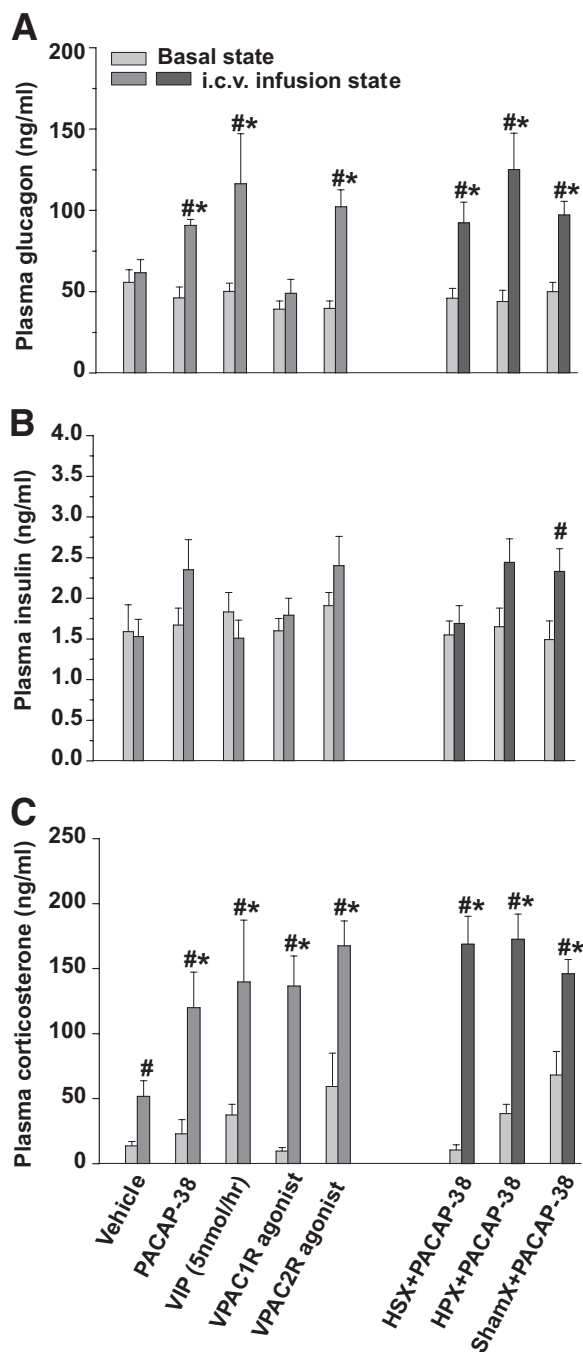 A
Basal state
i.c.v. infusion state
Plasma glucagon (ng/ml)
200
150
100
50
0
#*
#*
#*
#*
#*
#*
B
Plasma insulin (ng/ml)
4.0
3.5
3.0
2.5
2.0
1.5
1.0
0.5
0.0
#
C
Plasma corticosterone (ng/ml)
250
200
150
100
50
0
#
#*
#*
#*
#*
#*
#*
#*
Vehicle
PACAP-38
VIP (5nmol/hr)
VPAC1R agonist
VPAC2R agonist
HSX+PACAP-38
HPX+PACAP-38
ShamX+PACAP-38